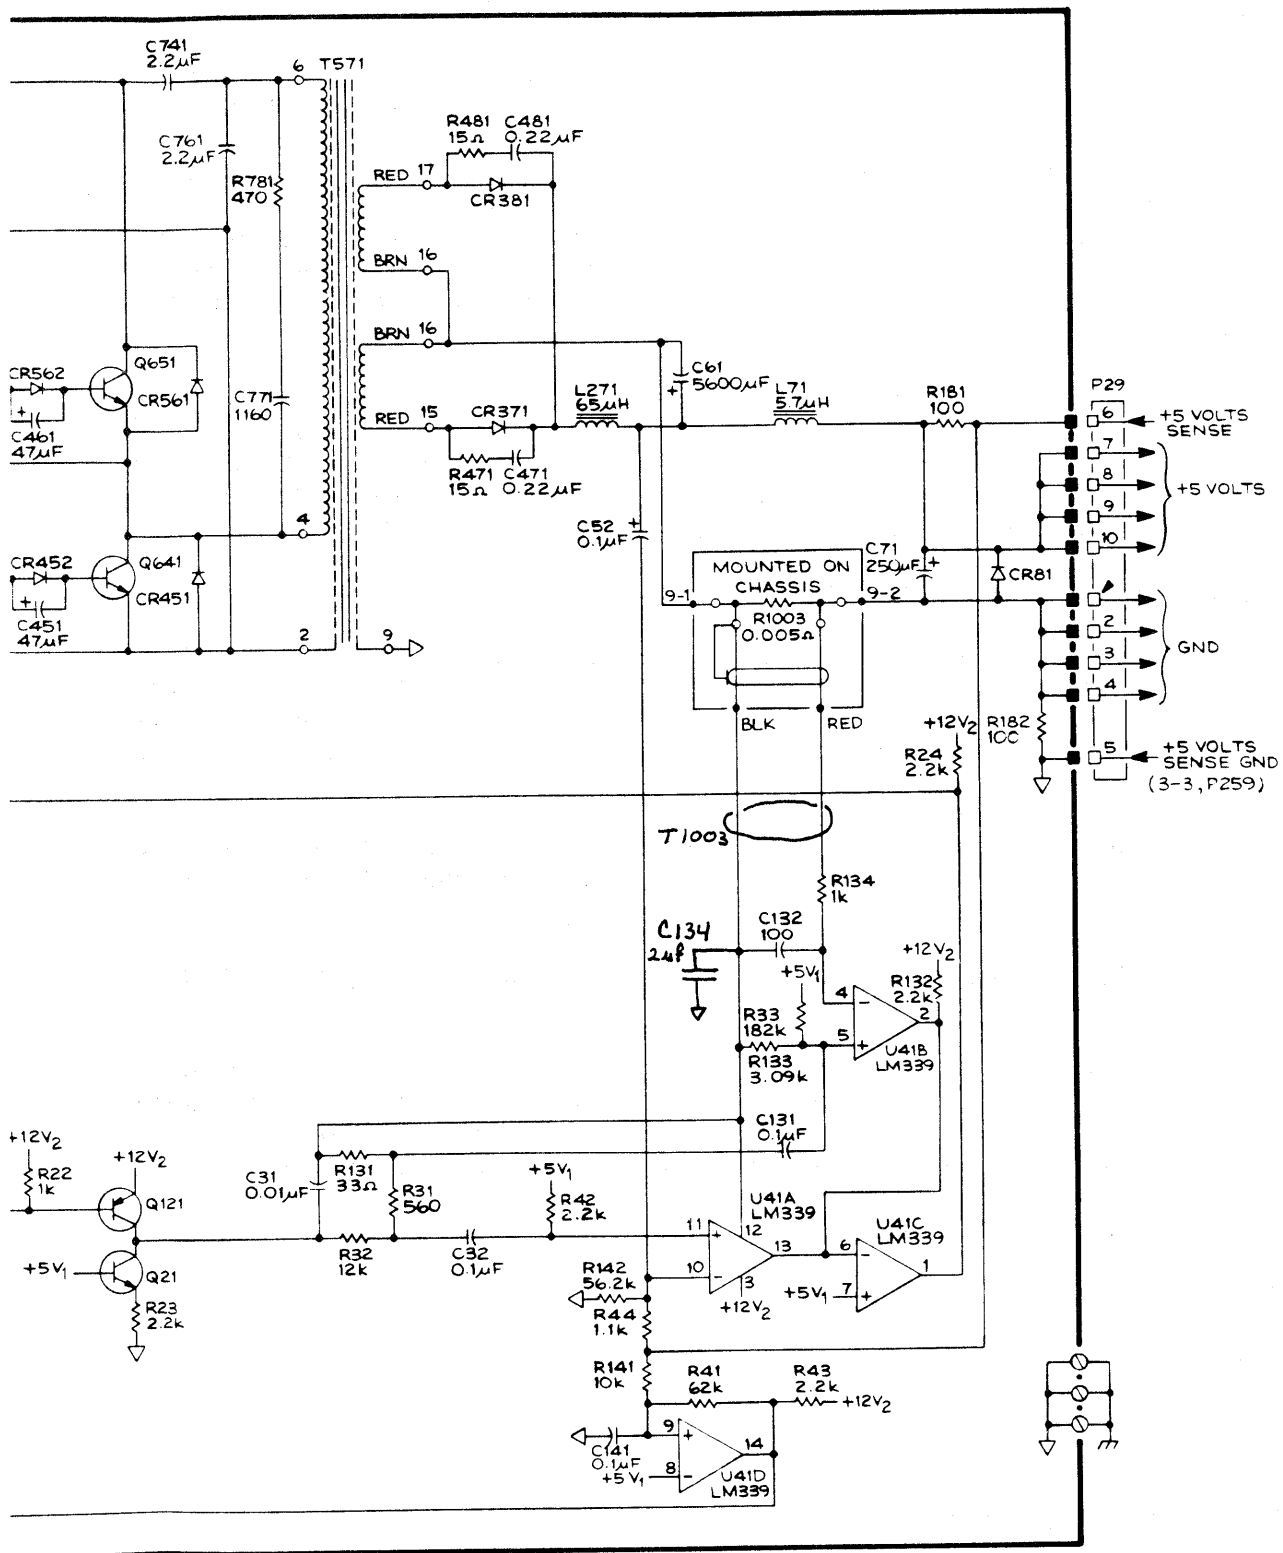 C741
2.2µF
6 T571
C761
2.2µF
R781
470
R481
15Ω
C481
0.22µF
RED 17
CR381
BRN 16
BRN 16
RED 15
CR371
R471
15Ω
C471
0.22µF
L271
65µH
C61
+
5600µF
L71
5.7µH
R181
100
P29
6
+5 VOLTS
SENSE
7
8
+5 VOLTS
9
10
CR562
Q651
CR561
+
C461
47µF
C771
1160
4
CR452
Q641
CR451
+
C451
47µF
2
9
C52
0.1µF
+
MOUNTED ON
CHASSIS
9-1
9-2
R1003
0.005Ω
BLK
RED
C71
250µF
+
CR81
2
3
GND
4
+12V2
R182
100
R24
2.2k
5
+5 VOLTS
SENSE GND
(3-3, P259)
T1003
R134
1k
C134
2µf
C132
100
+5V1
+12V2
R132
2.2k
4
-
2
R33
182k
5
+
U41B
LM339
R133
3.09k
C131
0.1µF
+12V2
R22
1k
+12V2
Q121
+5V1
Q21
R23
2.2k
C31
0.01µF
R131
33Ω
R31
560
R32
12k
C32
0.1µF
+5V1
R42
2.2k
U41A
LM339
11
+
12
13
10
-
3
+12V2
R142
56.2k
R44
1.1k
U41C
LM339
6
-
1
+5V1
7
+
R141
10k
R41
62k
R43
2.2k
+12V2
9
+
14
C141
0.1µF
+5V1
8
-
U41D
LM339